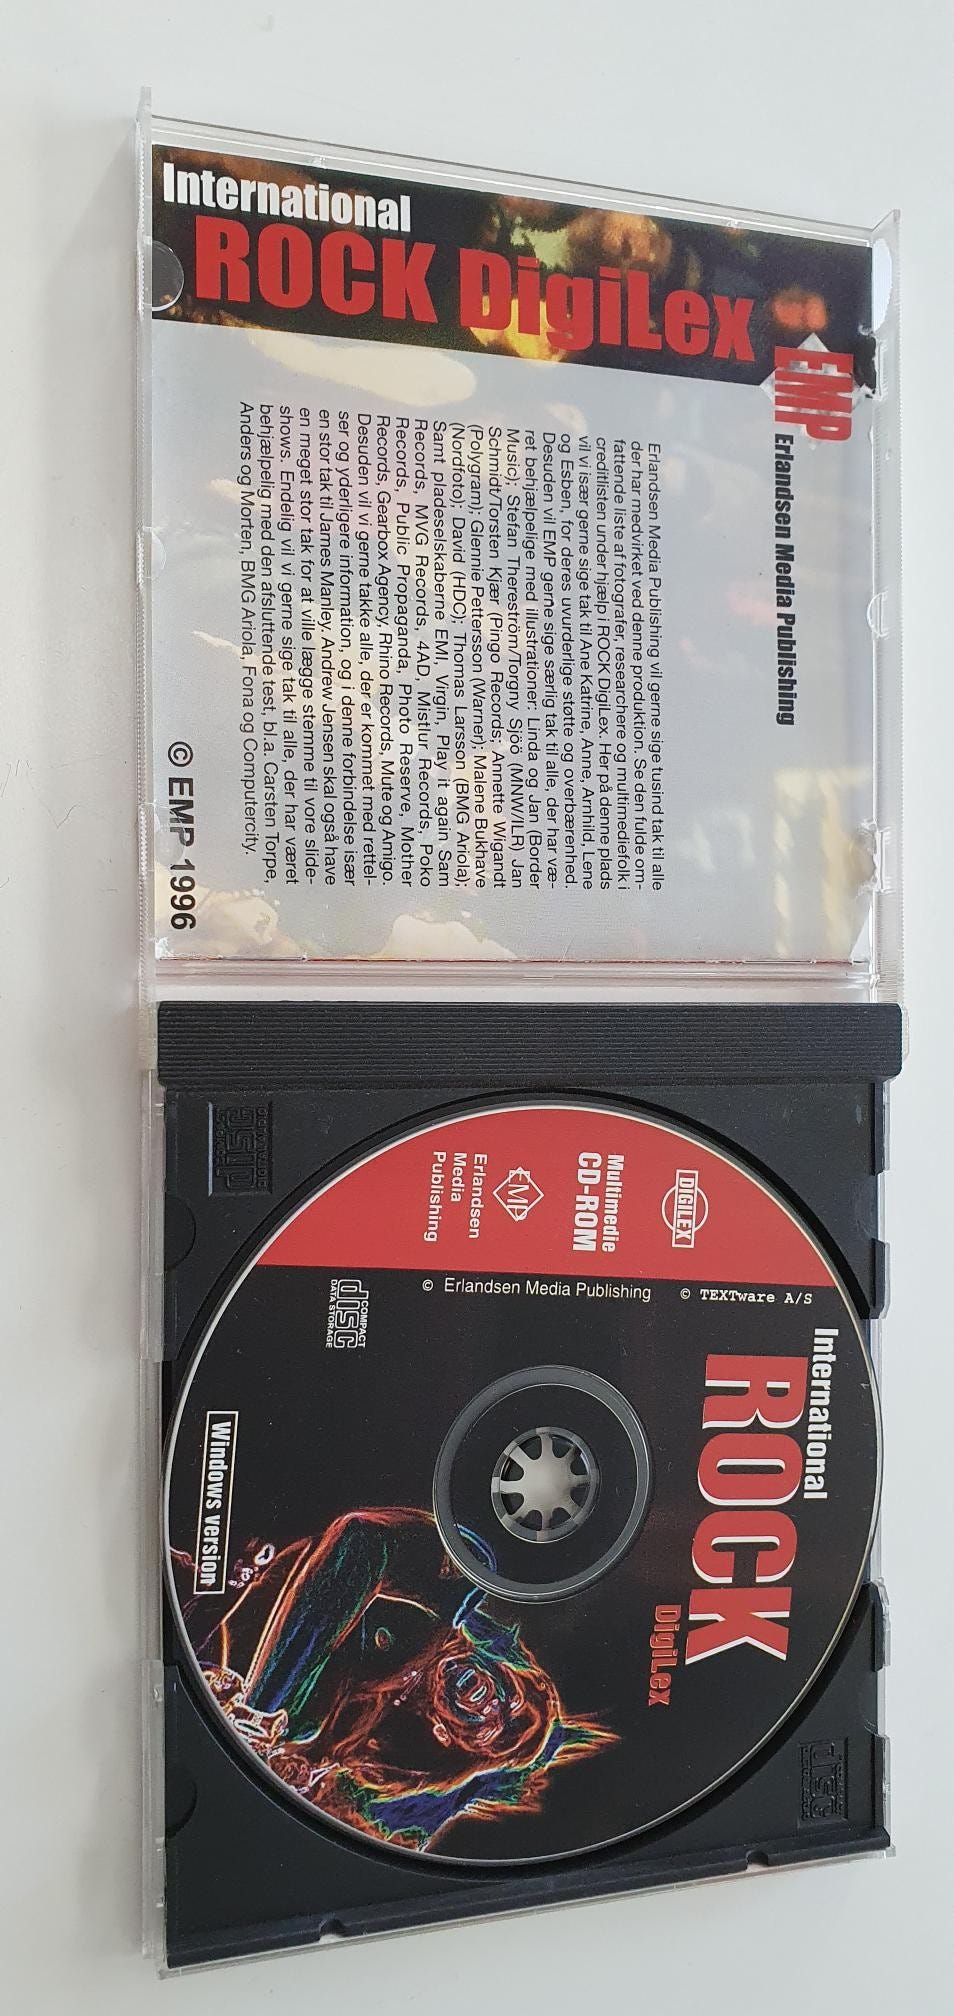 International
ROCK DigiLex
EMP
Erlandsen Media Publishing
Erlandsen Media Publishing vil gerne sige tusind tak til alle
der har medvirket ved denne produktion. Se den fulde om-
fattende liste af fotografer, researchere og multimediefolk i
creditlisten under hjælp i ROCK DigiLex. Her på denne plads
vil vi især gerne sige tak til Ane Katrine, Anne, Arnhild, Lene
og Esben, for deres uvurderlige støtte og overbærenhed.
Desuden vil EMP gerne sige særlig tak til alle, der har væ-
ret behjælpelige med illustrationer: Linda og Jan (Border
Music); Stefan Thereström/Torgny Sjöö (MNW/ILR) Jan
Schmidt/Torsten Kjær (Pingo Records; Annette Wigandt
(Polygram); Glennie Pettersson (Warner); Malene Bukhave
(Nordfoto); David (HDC); Thomas Larsson (BMG Ariola);
Samt pladeselskaberne EMI, Virgin, Play it again Sam
Records, MVG Records, 4AD, Mistlur Records, Poko
Records, Public Propaganda, Photo Reserve, Mother
Records, Gearbox Agency, Rhino Records, Mute og Amigo.
Desuden vil vi gerne takke alle, der er kommet med rettel-
ser og yderligere information, og i denne forbindelse især
en stor tak til James Manley. Andrew Jensen skal også have
en meget stor tak for at ville lægge stemme til vore slide-
shows. Endelig vil vi gerne sige tak til alle, der har været
behjælpelig med den afsluttende test, bl.a. Carsten Torpe,
Anders og Morten, BMG Ariola, Fona og Computercity.
© EMP 1996
DIGILEX
Multimedie
CD-ROM
EMP
Erlandsen
Media
Publishing
© TEXTware A/S
© Erlandsen Media Publishing
COMPACT
disc
DATA STORAGE
International
ROCK
DigiLex
Windows version
disc
disc